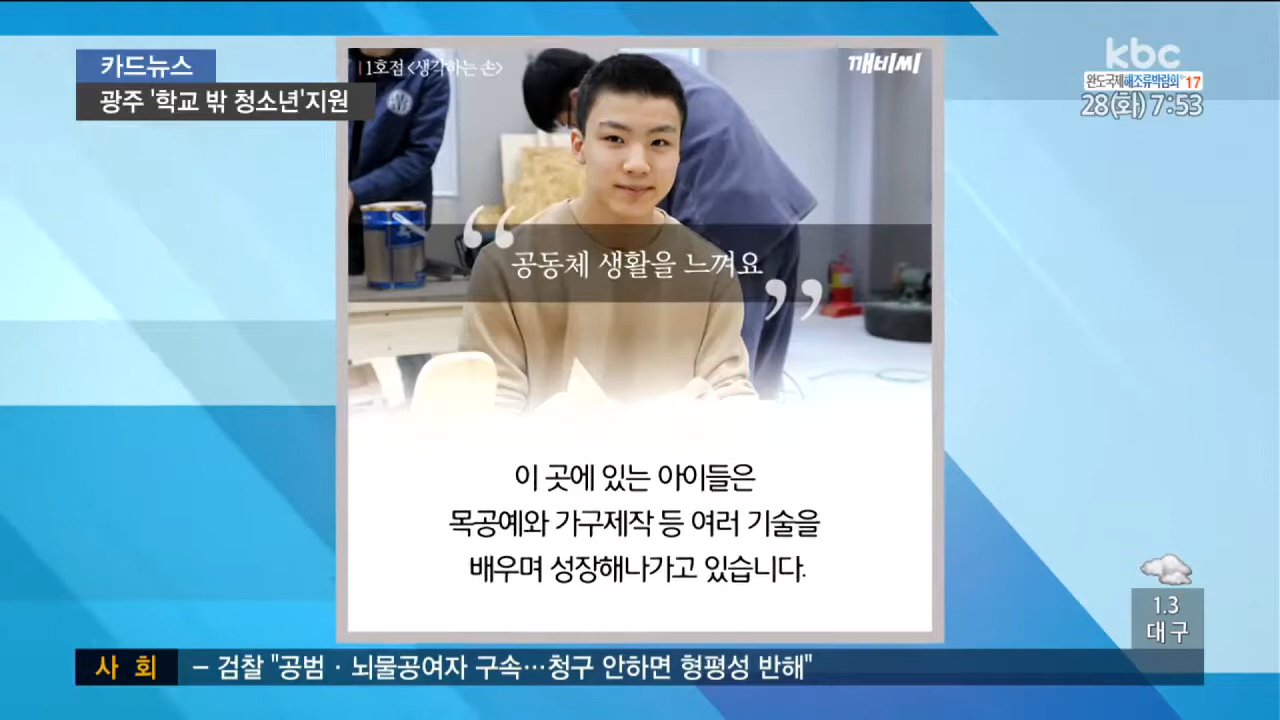 카드뉴스
광주 '학교 밖 청소년'지원
1호점<생각하는 손>
깨비씨
kbc
완도국제해조류박람회 17
28(화) 7:53
“공동체 생활을 느껴요”
이 곳에 있는 아이들은
목공예와 가구제작 등 여러 기술을
배우며 성장해나가고 있습니다.
1.3
대구
사 회
– 검찰 "공범·뇌물공여자 구속…청구 안하면 형평성 반해"